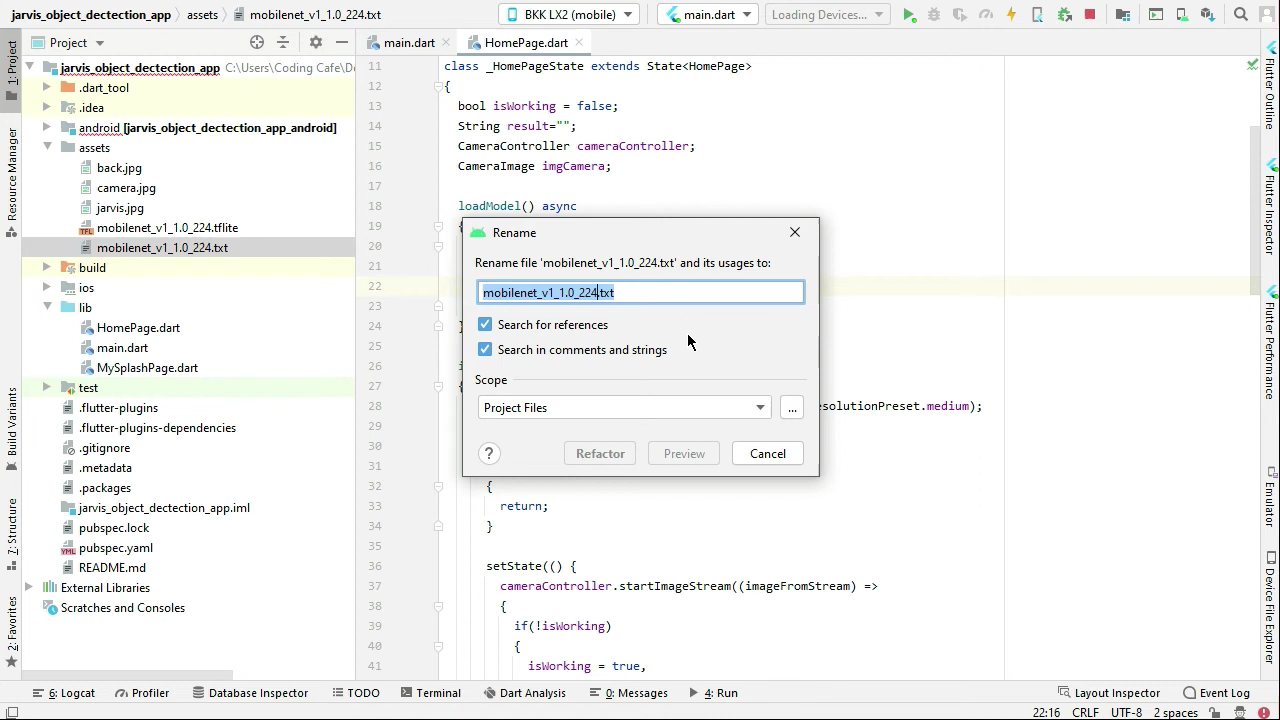 jarvis_object_dectection_app
assets
mobilenet_v1_1.0_224.txt
BKK LX2 (mobile)
main.dart
Loading Devices...
Project
main.dart
HomePage.dart
1: Project
Resource Manager
Build Variants
7: Structure
2: Favorites
jarvis_object_dectection_app C:\Users\Coding Cafe\De
.dart_tool
.idea
android [jarvis_object_dectection_app_android]
assets
back.jpg
camera.jpg
jarvis.jpg
mobilenet_v1_1.0_224.tflite
mobilenet_v1_1.0_224.txt
build
ios
lib
HomePage.dart
main.dart
MySplashPage.dart
test
.flutter-plugins
.flutter-plugins-dependencies
.gitignore
.metadata
.packages
jarvis_object_dectection_app.iml
pubspec.lock
YML pubspec.yaml
README.md
External Libraries
Scratches and Consoles
11 class _HomePageState extends State<HomePage>
12 {
13 bool isWorking = false;
14 String result="";
15 CameraController cameraController;
16 CameraImage imgCamera;
17
18 loadModel() async
19
20
21
22
23
24
25
26
27
28 solutionPreset.medium);
29
30
31
32 {
33 return;
34 }
35
36 setState(() {
37 cameraController.startImageStream((imageFromStream) =>
38 {
39 if(!isWorking)
40 {
41 isWorking = true,
Rename
Rename file 'mobilenet_v1_1.0_224.txt' and its usages to:
mobilenet_v1_1.0_224.txt
Search for references
Search in comments and strings
Scope
Project Files
...
?
Refactor
Preview
Cancel
Flutter Outline
Flutter Inspector
Flutter Performance
Emulator
Device File Explorer
6: Logcat
Profiler
Database Inspector
TODO
Terminal
Dart Analysis
0: Messages
4: Run
Layout Inspector
Event Log
22:16 CRLF UTF-8 2 spaces